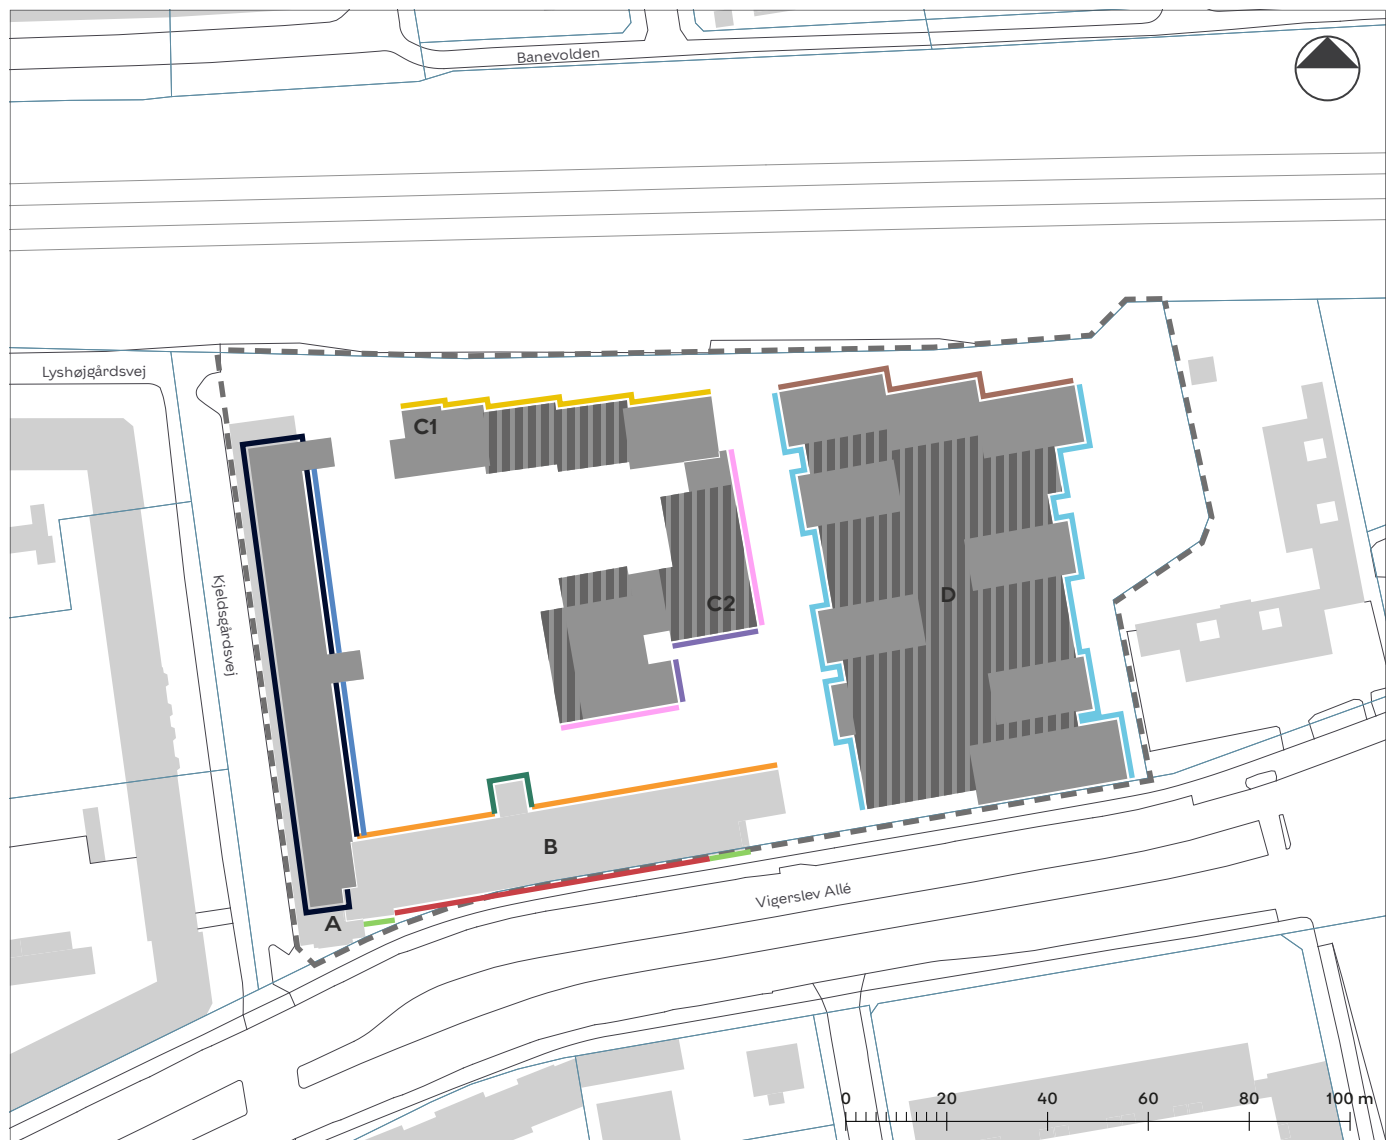 Banevolden
Lyshøjgårdsvej
C1
Kjeldsgårdsvej
C2
D
B
A
Vigerslev Allé
0 20 40 60 80 100 m